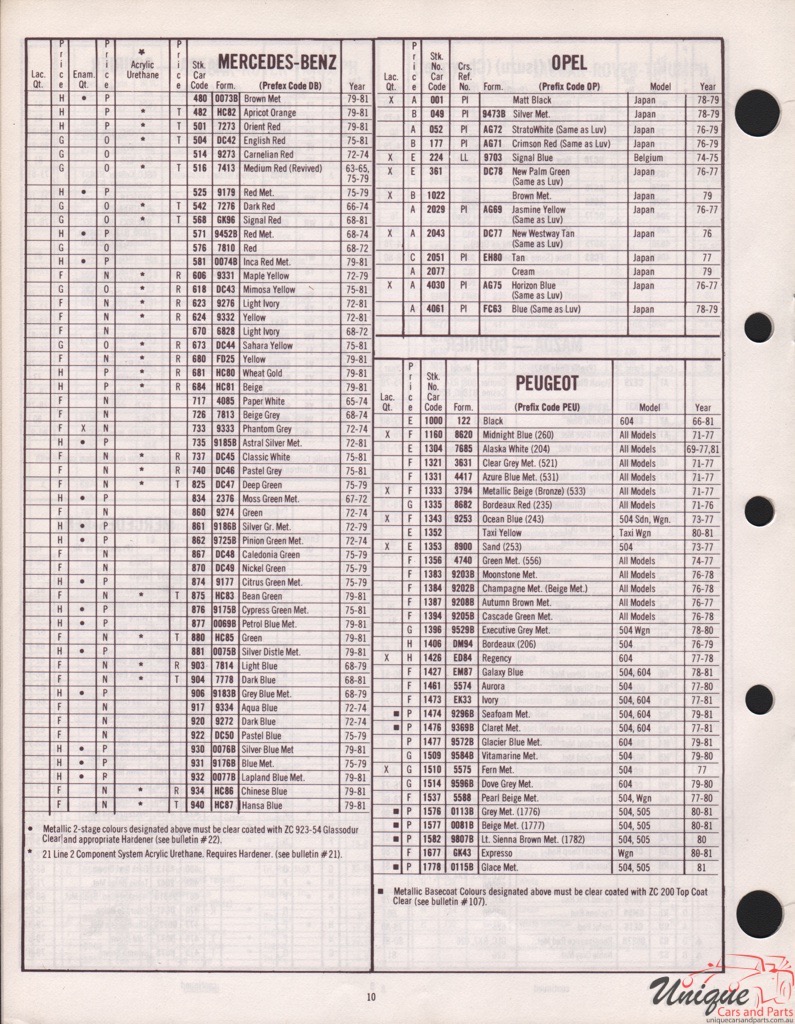 MERCEDES-BENZ
Lac. Qt. Price Enam. Qt. Price * Acrylic Urethane Price Stk. Car Code Form. (Prefix Code DB) Year
H • P 480 0073B Brown Met 79-81
H P * T 482 HC82 Apricot Orange 79-81
H P * T 501 7273 Orient Red 79-81
G O * T 504 DC42 English Red 75-81
G O 514 9273 Carnelian Red 72-74
G O * T 516 7413 Medium Red (Revived) 63-65,
75-79
H • P 525 9179 Red Met. 75-79
G O * T 542 7276 Dark Red 66-74
G O * T 568 GK96 Signal Red 68-81
H • P 571 9452B Red Met. 68-74
G O 576 7810 Red 68-72
H • P 581 0074B Inca Red Met. 79-81
F N * R 606 9331 Maple Yellow 72-79
G O * R 618 DC43 Mimosa Yellow 75-81
F N * R 623 9276 Light Ivory 72-81
F N * R 624 9332 Yellow 72-81
F N 670 6828 Light Ivory 68-72
G O * R 673 DC44 Sahara Yellow 75-81
F N * R 680 FD25 Yellow 79-81
H P * R 681 HC80 Wheat Gold 79-81
H P * R 684 HC81 Beige 79-81
F N 717 4085 Paper White 65-74
F N 726 7813 Beige Grey 68-74
F X N 733 9333 Phantom Grey 72-74
H • P 735 9185B Astral Silver Met. 72-81
F N * R 737 DC45 Classic White 75-81
F N * R 740 DC46 Pastel Grey 75-81
F N * T 825 DC47 Deep Green 75-79
H • P 834 2376 Moss Green Met. 67-72
F N 860 9274 Green 72-74
H • P 861 9186B Silver Gr. Met. 72-79
H • P 862 9725B Pinion Green Met. 72-74
F N 867 DC48 Caledonia Green 75-79
F N 870 DC49 Nickel Green 75-79
H • P 874 9177 Citrus Green Met. 75-79
F N * T 875 HC83 Bean Green 79-81
H • P 876 9175B Cypress Green Met. 75-81
H • P 877 0069B Petrol Blue Met. 79-81
F N * T 880 HC85 Green 79-81
H • P 881 0075B Silver Distle Met. 79-81
F N * R 903 7814 Light Blue 68-79
F N * T 904 7778 Dark Blue 68-81
H • P 906 9183B Grey Blue Met. 68-79
F N 917 9334 Aqua Blue 72-74
F N 920 9272 Dark Blue 72-74
F N 922 DC50 Pastel Blue 75-79
H • P 930 0076B Silver Blue Met 79-81
H • P 931 9176B Blue Met. 75-79
H • P 932 0077B Lapland Blue Met. 79-81
F N * R 934 HC86 Chinese Blue 79-81
F N * T 940 HC87 Hansa Blue 79-81
• Metallic 2-stage colours designated above must be clear coated with ZC 923-54 Glassodur
Clear and appropriate Hardener (see bulletin #22).
* 21 Line 2 Component System Acrylic Urethane. Requires Hardener. (see bulletin #21).
OPEL
Lac. Qt. Price Stk. No. Car Code Crs. Ref. No. Form. (Prefix Code OP) Model Year
X A 001 PI Matt Black Japan 78-79
B 049 PI 9473B Silver Met. Japan 78-79
A 052 PI AG72 StratoWhite (Same as Luv) Japan 76-79
B 177 PI AG71 Crimson Red (Same as Luv) Japan 76-79
X E 224 LL 9703 Signal Blue Belgium 74-75
X E 361 DC78 New Palm Green Japan 76-77
(Same as Luv)
X B 1022 Brown Met. Japan 79
A 2029 PI AG69 Jasmine Yellow Japan 76-77
(Same as Luv)
X A 2043 DC77 New Westway Tan Japan 76
(Same as Luv)
C 2051 PI EH80 Tan Japan 77
A 2077 Cream Japan 79
X A 4030 PI AG75 Horizon Blue Japan 76-77
(Same as Luv)
A 4061 PI FC63 Blue (Same as Luv) Japan 78-79
PEUGEOT
Lac. Qt. Price Stk. No. Car Code Form. (Prefix Code PEU) Model Year
E 1000 122 Black 604 66-81
X F 1160 8620 Midnight Blue (260) All Models 71-77
E 1304 7685 Alaska White (204) All Models 69-77,81
F 1321 3631 Clear Grey Met. (521) All Models 71-77
F 1331 4417 Azure Blue Met. (531) All Models 71-77
X F 1333 3794 Metallic Beige (Bronze) (533) All Models 71-77
G 1335 8682 Bordeaux Red (235) All Models 71-76
X F 1343 9253 Ocean Blue (243) 504 Sdn, Wgn. 73-77
E 1352 Taxi Yellow Taxi Wgn 80-81
X E 1353 8900 Sand (253) 504 73-77
F 1356 4740 Green Met. (556) All Models 74-77
F 1383 9203B Moonstone Met. All Models 76-78
F 1384 9202B Champagne Met. (Beige Met.) All Models 76-78
F 1387 9208B Autumn Brown Met. All Models 76-77
F 1394 9205B Cascade Green Met. All Models 76-78
G 1396 9529B Executive Grey Met. 504 Wgn 78-80
H 1406 DM94 Bordeaux (206) 504 76-79
X H 1426 ED84 Regency 604 77-78
F 1427 EM87 Galaxy Blue 504, 604 78-81
F 1461 5574 Aurora 504 77-80
F 1473 EK33 Ivory 504, 604 77-81
■ P 1474 9296B Seafoam Met. 504, 604 79-81
■ P 1476 9369B Claret Met. 504, 604 77-81
P 1477 9572B Glacier Blue Met. 604 79-81
G 1509 9584B Vitamarine Met. 504, 604 79-80
X G 1510 5575 Fern Met. 504 77
G 1514 9596B Dove Grey Met. 604 79-80
F 1537 5588 Pearl Beige Met. 504, Wgn 77-80
■ P 1576 0113B Grey Met. (1776) 504, 505 80-81
■ P 1577 0081B Beige Met. (1777) 504, 505 80-81
■ P 1582 9807B Lt. Sienna Brown Met. (1782) 504, 505 80
F 1677 GK43 Expresso Wgn 80-81
■ P 1778 0115B Glace Met. 504, 505 81
■ Metallic Basecoat Colours designated above must be clear coated with ZC 200 Top Coat
Clear (see bulletin #107).
10
Unique
Cars and Parts
uniquecarsandparts.com.au